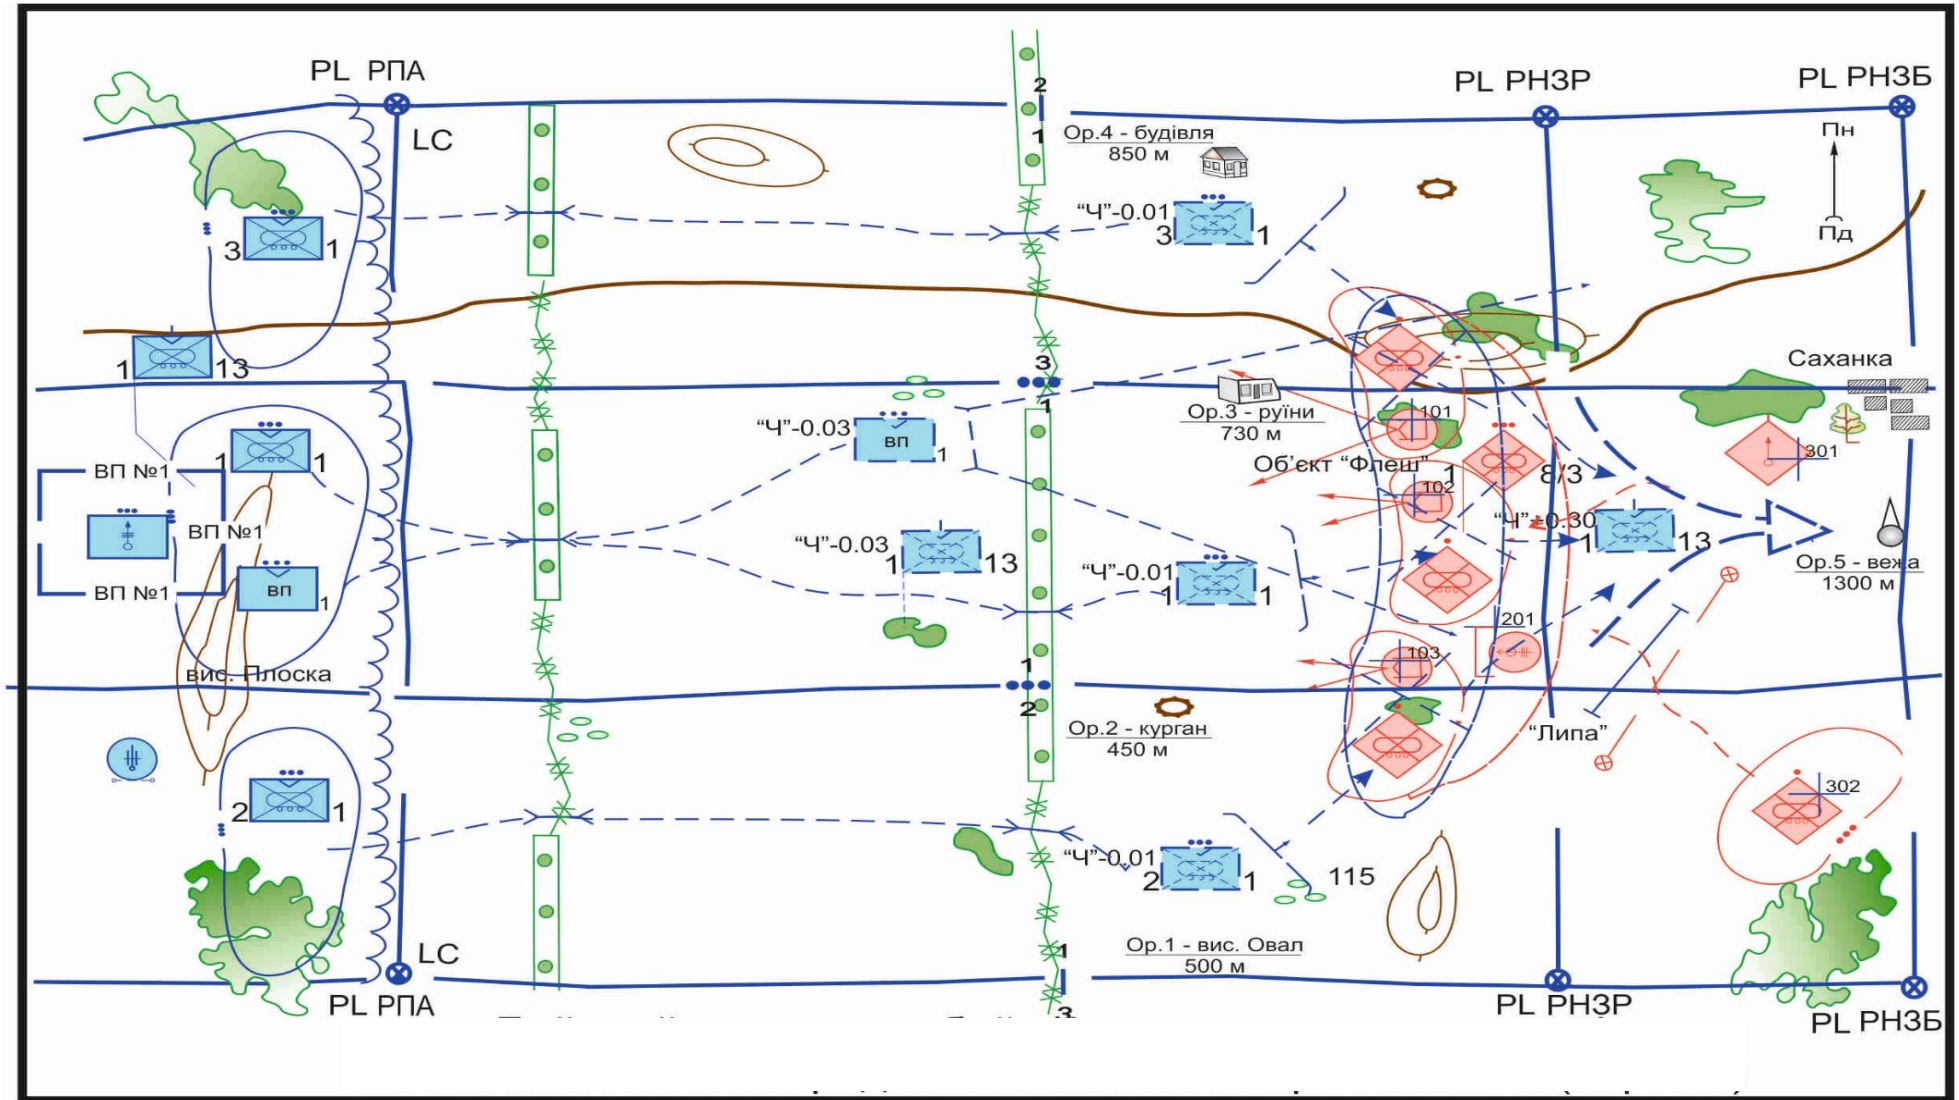 PL РПА
LC
2
1
Ор.4 - будівля
850 м
PL РНЗР
PL РНЗБ
Пн
Пд
3
1
“Ч”-0.01
3
1
1
13
3
1
Саханка
Ор.3 - руїни
730 м
101
Об’єкт “Флеш”
1
8/3
301
“Ч”-0.03
вп
1
1
1
ВП №1
ВП №1
ВП №1
вп
1
102
“Ч”-0.03
1
13
“Ч”+0.30
1
13
“Ч”-0.01
1
1
Ор.5 - вежа
1300 м
201
103
вис. Плоска
1
2
Ор.2 - курган
450 м
“Липа”
302
2
1
“Ч”-0.01
2
1
115
Ор.1 - вис. Овал
500 м
1
3
LC
PL РПА
PL РНЗР
PL РНЗБ